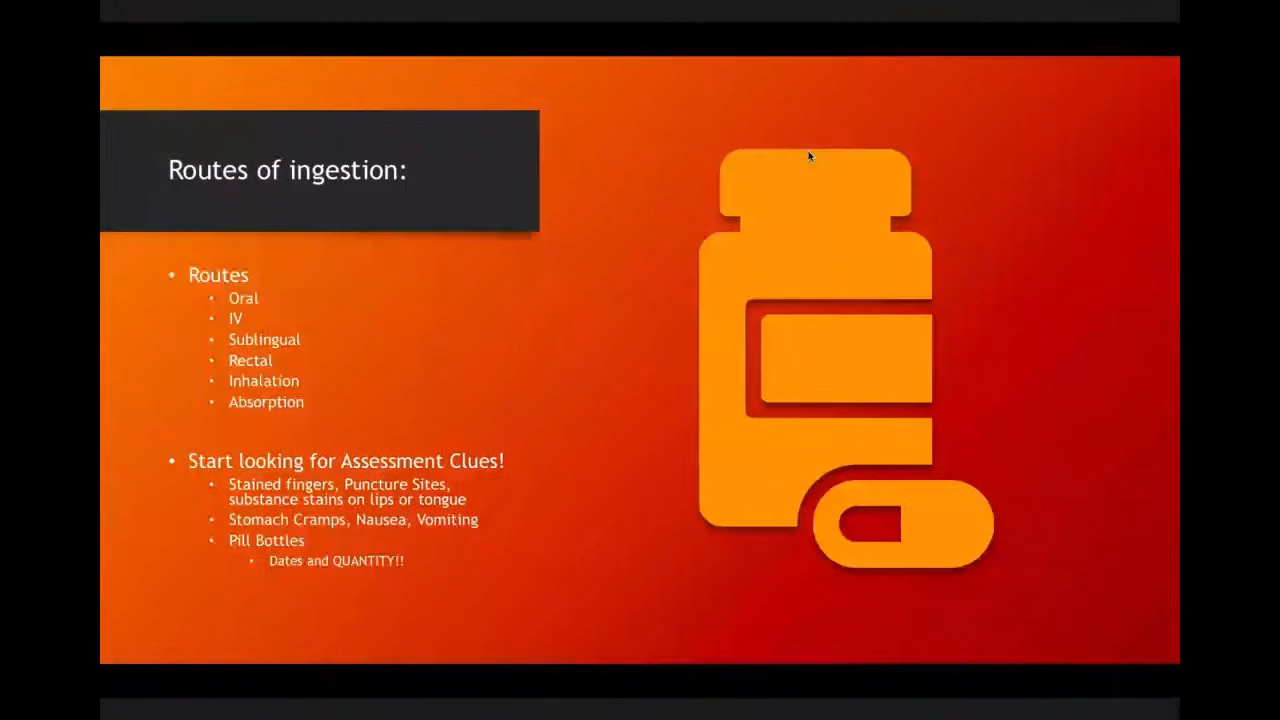 Routes of ingestion:
• Routes
• Oral
• IV
• Sublingual
• Rectal
• Inhalation
• Absorption
• Start looking for Assessment Clues!
• Stained fingers, Puncture Sites,
substance stains on lips or tongue
• Stomach Cramps, Nausea, Vomiting
• Pill Bottles
• Dates and QUANTITY!!